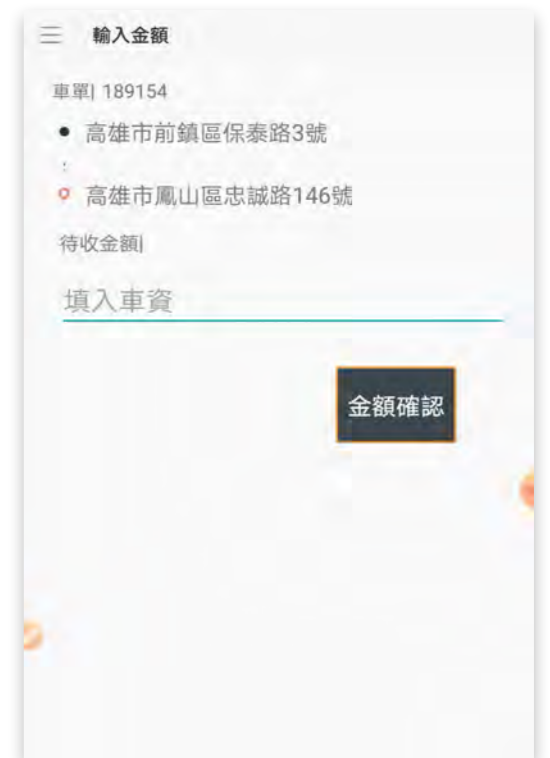 輸入金額
車單| 189154
高雄市前鎮區保泰路3號
高雄市鳳山區忠誠路146號
待收金額|
填入車資
金額確認